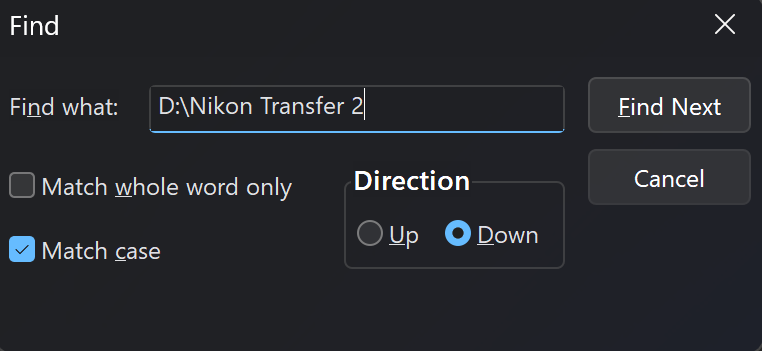 Find
Find what: D:\Nikon Transfer 2 Find Next
Cancel
Match whole word only
Match case
Direction
Up Down